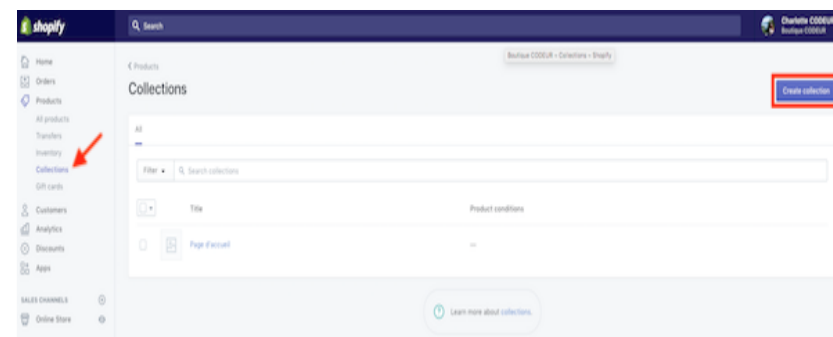 shopify
Search
Charlotte CODEUR
Boutique CODEUR
Home
Orders
Products
All products
Transfers
Inventory
Collections
Gift cards
Customers
Analytics
Discounts
Apps
SALES CHANNELS
Online Store
Products
Boutique CODEUR - Collections - Shopify
Collections
Create collection
All
Filter
Search collections
Title
Product conditions
Page d'accueil
—
Learn more about collections.